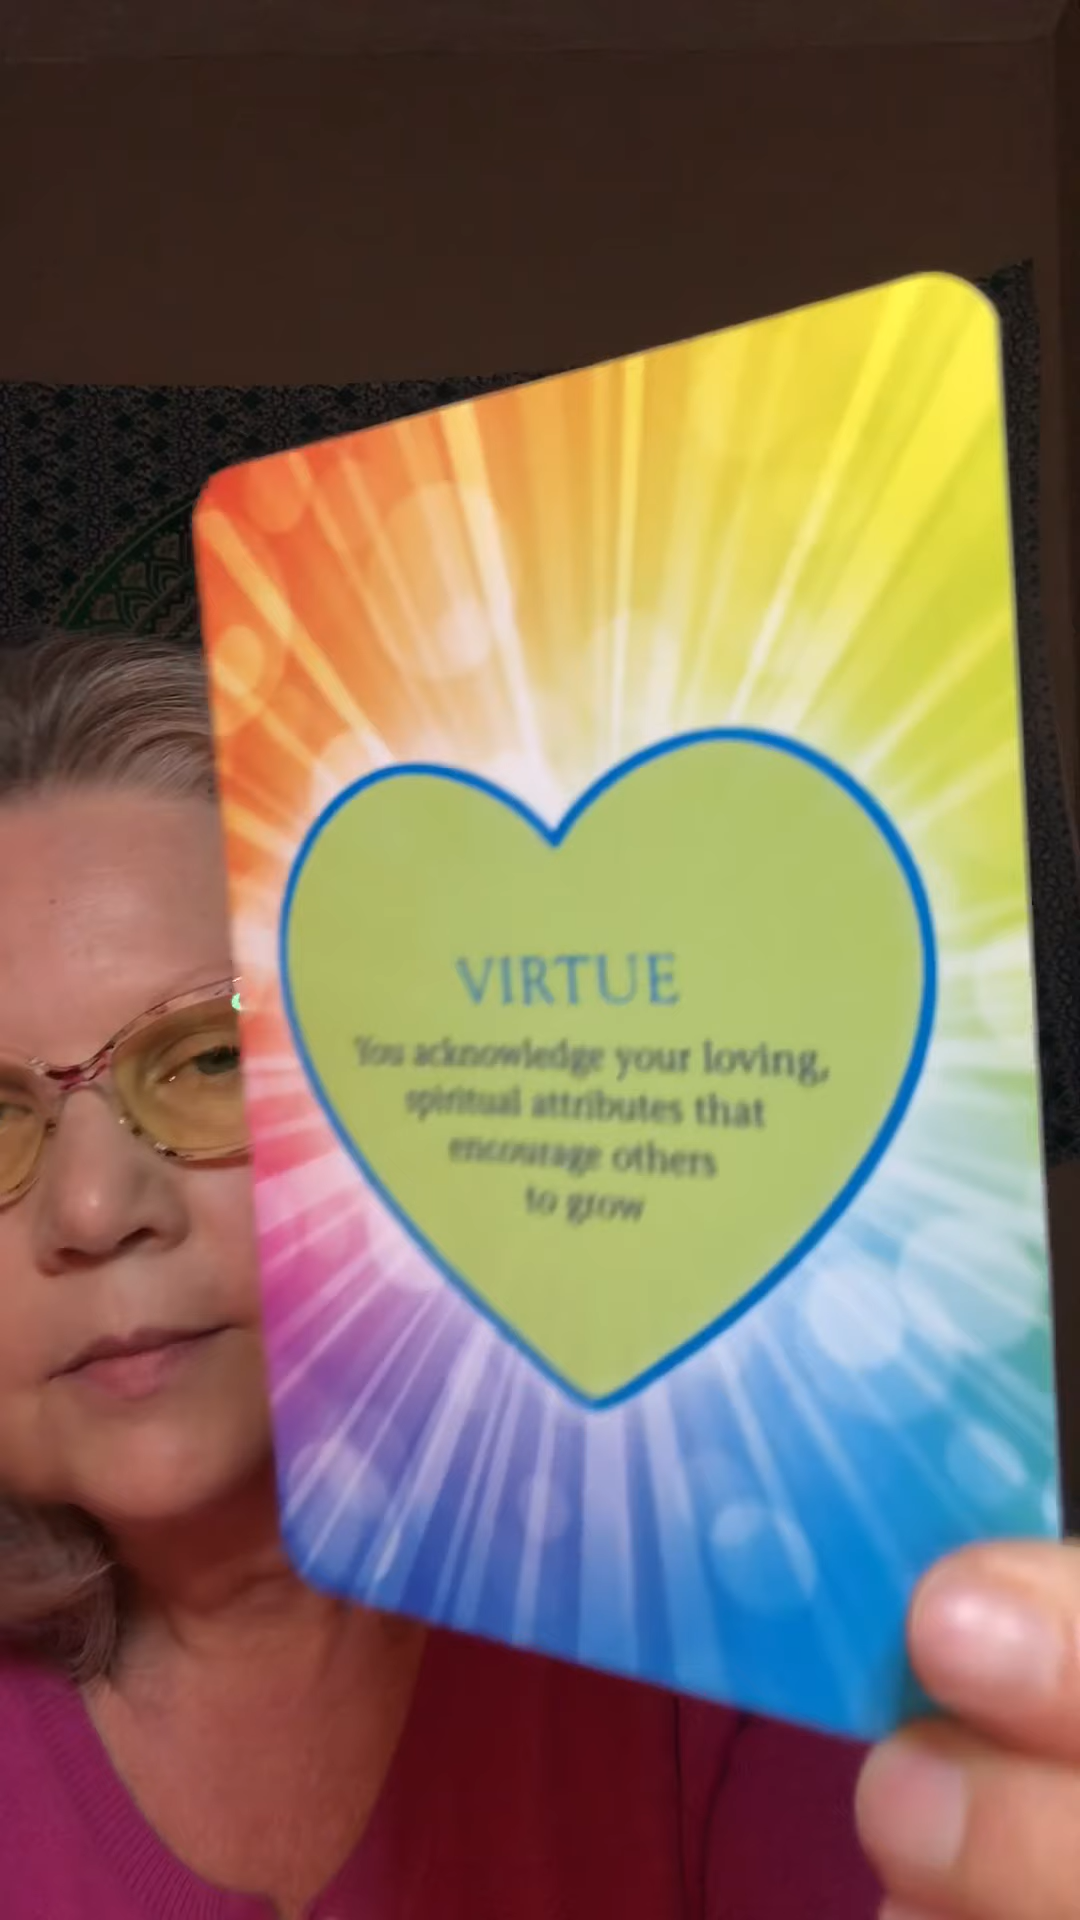 VIRTUE
You acknowledge your loving,
spiritual attributes that
encourage others
to grow